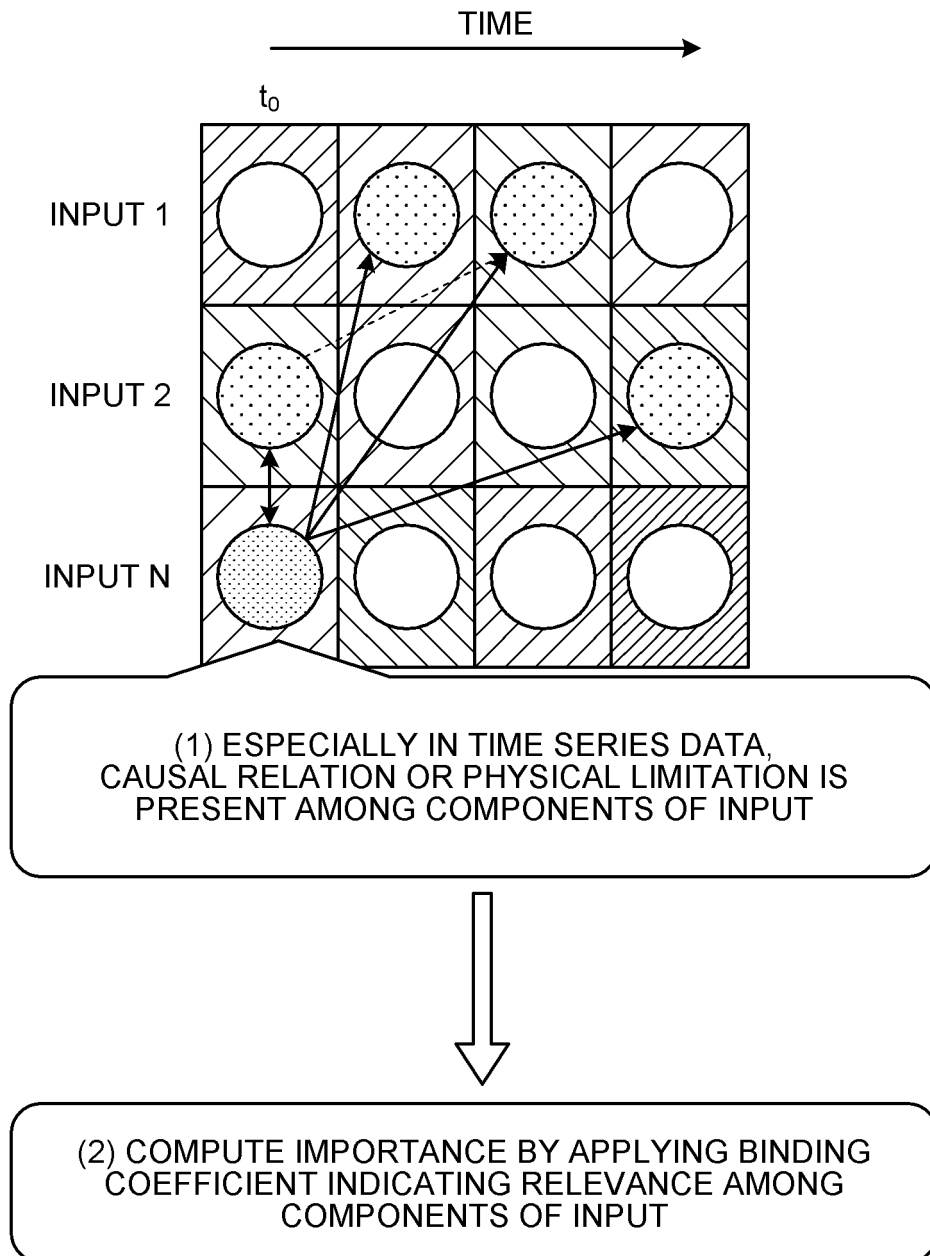 TIME
t0
INPUT 1
INPUT 2
INPUT N
(1) ESPECIALLY IN TIME SERIES DATA,
CAUSAL RELATION OR PHYSICAL LIMITATION IS
PRESENT AMONG COMPONENTS OF INPUT
(2) COMPUTE IMPORTANCE BY APPLYING BINDING
COEFFICIENT INDICATING RELEVANCE AMONG
COMPONENTS OF INPUT